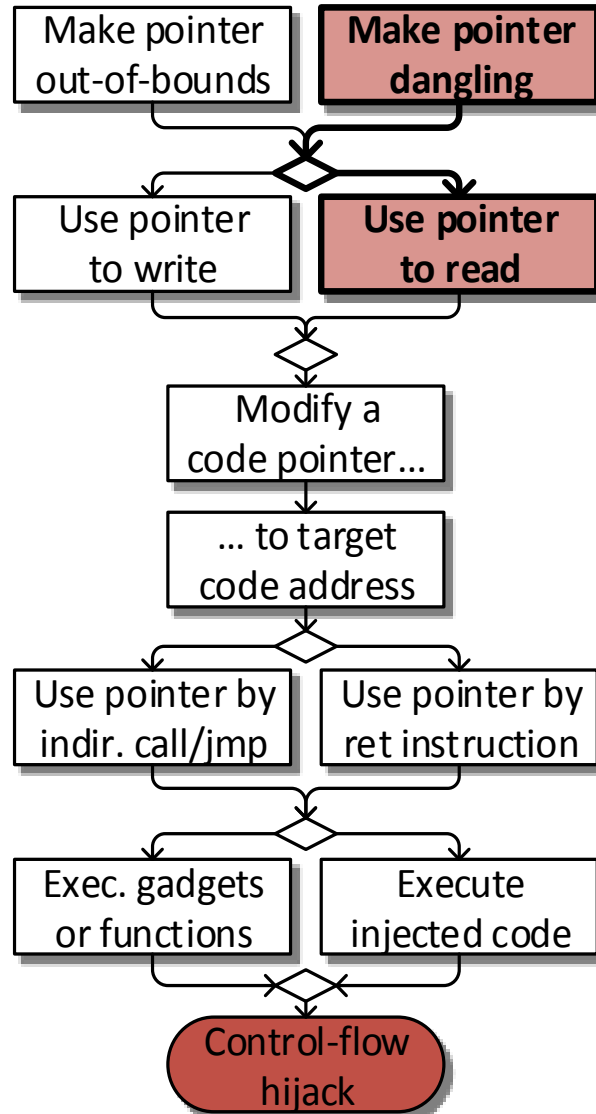 Make pointer
out-of-bounds
Make pointer
dangling
Use pointer
to write
Use pointer
to read
Modify a
code pointer...
... to target
code address
Use pointer by
indir. call/jmp
Use pointer by
ret instruction
Exec. gadgets
or functions
Execute
injected code
Control-flow
hijack